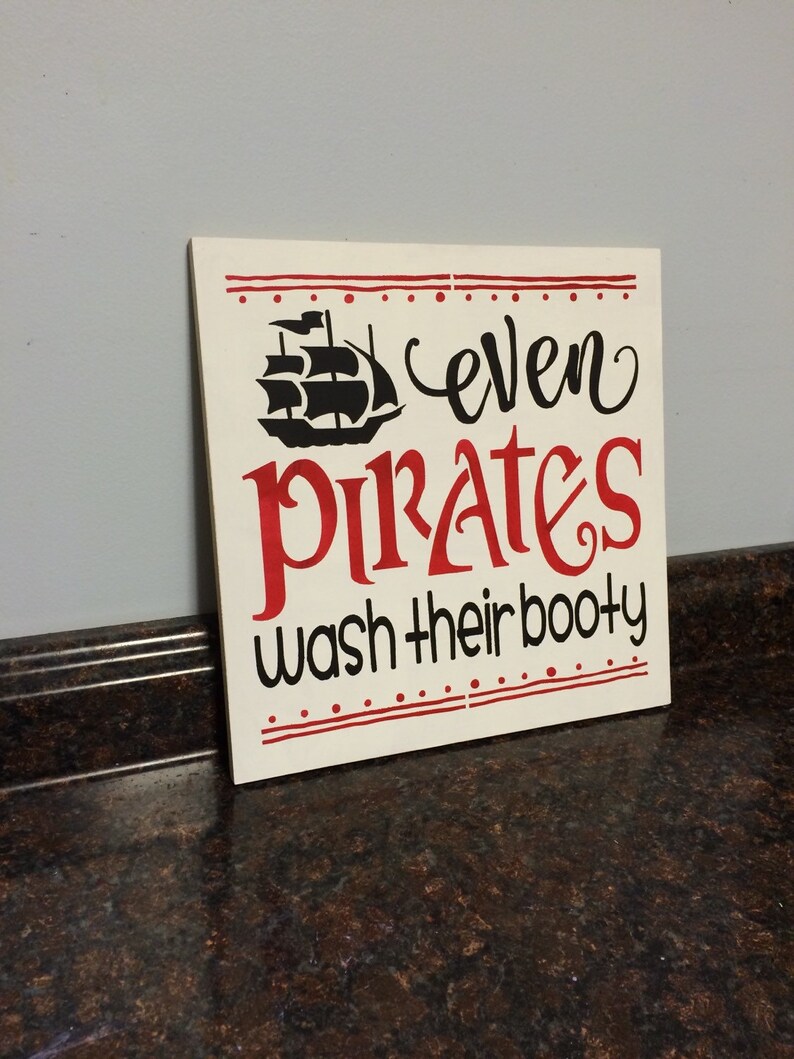 even
PIRATES
wash their booty